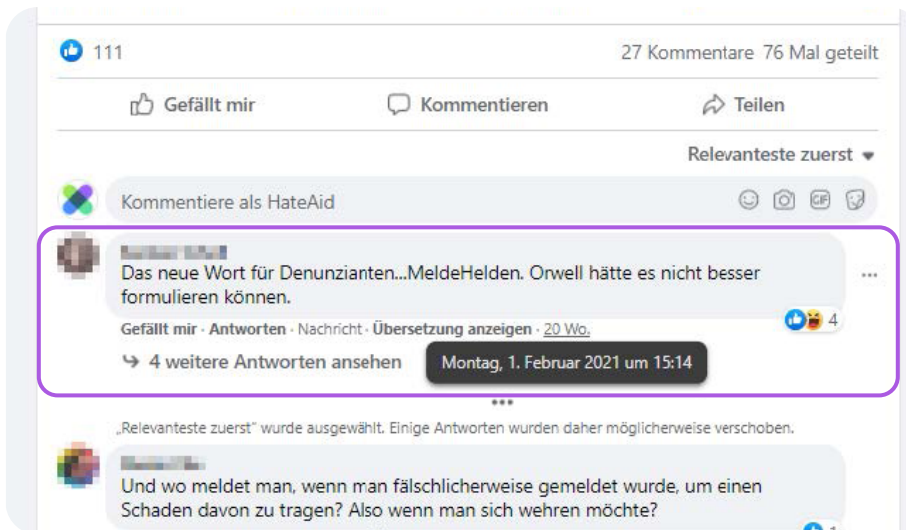 111
27 Kommentare 76 Mal geteilt
Gefällt mir
Kommentieren
Teilen
Relevanteste zuerst
Kommentiere als HateAid
GIF
Das neue Wort für Denunzianten...MeldeHelden. Orwell hätte es nicht besser
formulieren können.
4
Gefällt mir · Antworten · Nachricht · Übersetzung anzeigen · 20 Wo.
4 weitere Antworten ansehen
Montag, 1. Februar 2021 um 15:14
„Relevanteste zuerst" wurde ausgewählt. Einige Antworten wurden daher möglicherweise verschoben.
Und wo meldet man, wenn man fälschlicherweise gemeldet wurde, um einen
Schaden davon zu tragen? Also wenn man sich wehren möchte?